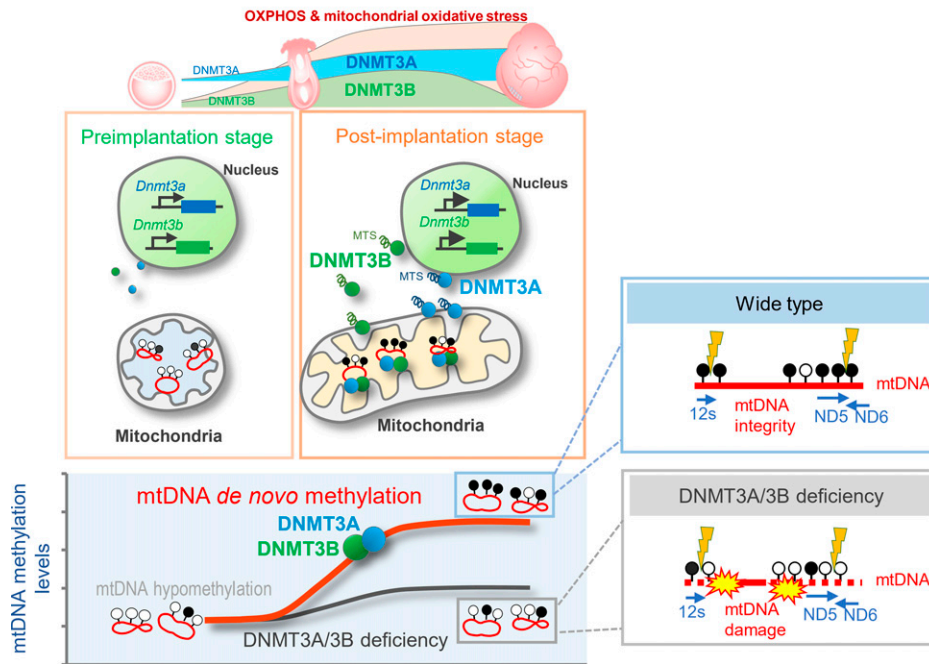 OXPHOS & mitochondrial oxidative stress
DNMT3A
DNMT3A
DNMT3B
DNMT3B
Preimplantation stage
Nucleus
Dnmt3a
Dnmt3b
Mitochondria
Post-implantation stage
Nucleus
Dnmt3a
Dnmt3b
MTS
DNMT3B
MTS
DNMT3A
Mitochondria
Wide type
mtDNA
12s
mtDNA
integrity
ND5
ND6
mtDNA methylation
levels
mtDNA de novo methylation
DNMT3A
DNMT3B
mtDNA hypomethylation
DNMT3A/3B deficiency
DNMT3A/3B deficiency
mtDNA
12s
mtDNA
damage
ND5
ND6